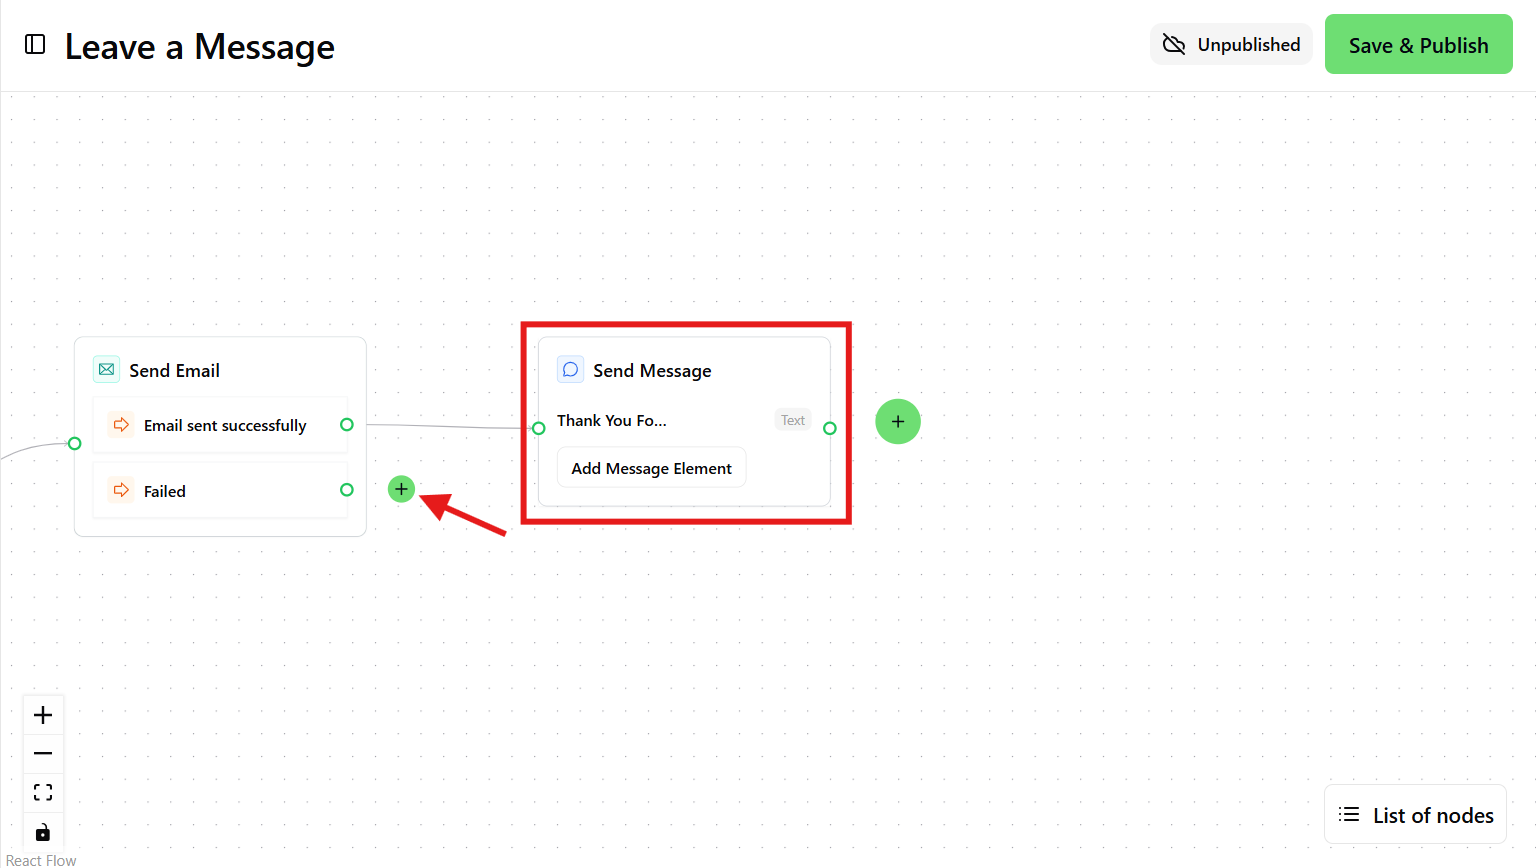 Leave a Message
Unpublished
Save & Publish
Send Email
Email sent successfully
Failed
Send Message
Thank You Fo...
Text
Add Message Element
List of nodes
React Flow